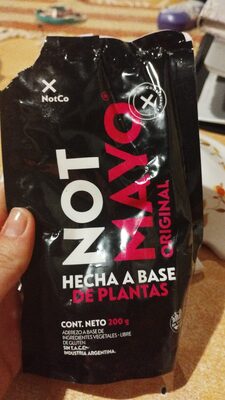 NotCo
NOT
MAYO
ORIGINAL
HECHA A BASE
DE PLANTAS
CONT. NETO 200 g
ADEREZO A BASE DE
INGREDIENTES VEGETALES - LIBRE
DE GLUTEN
SIN T.A.C.C.
INDUSTRIA ARGENTINA.